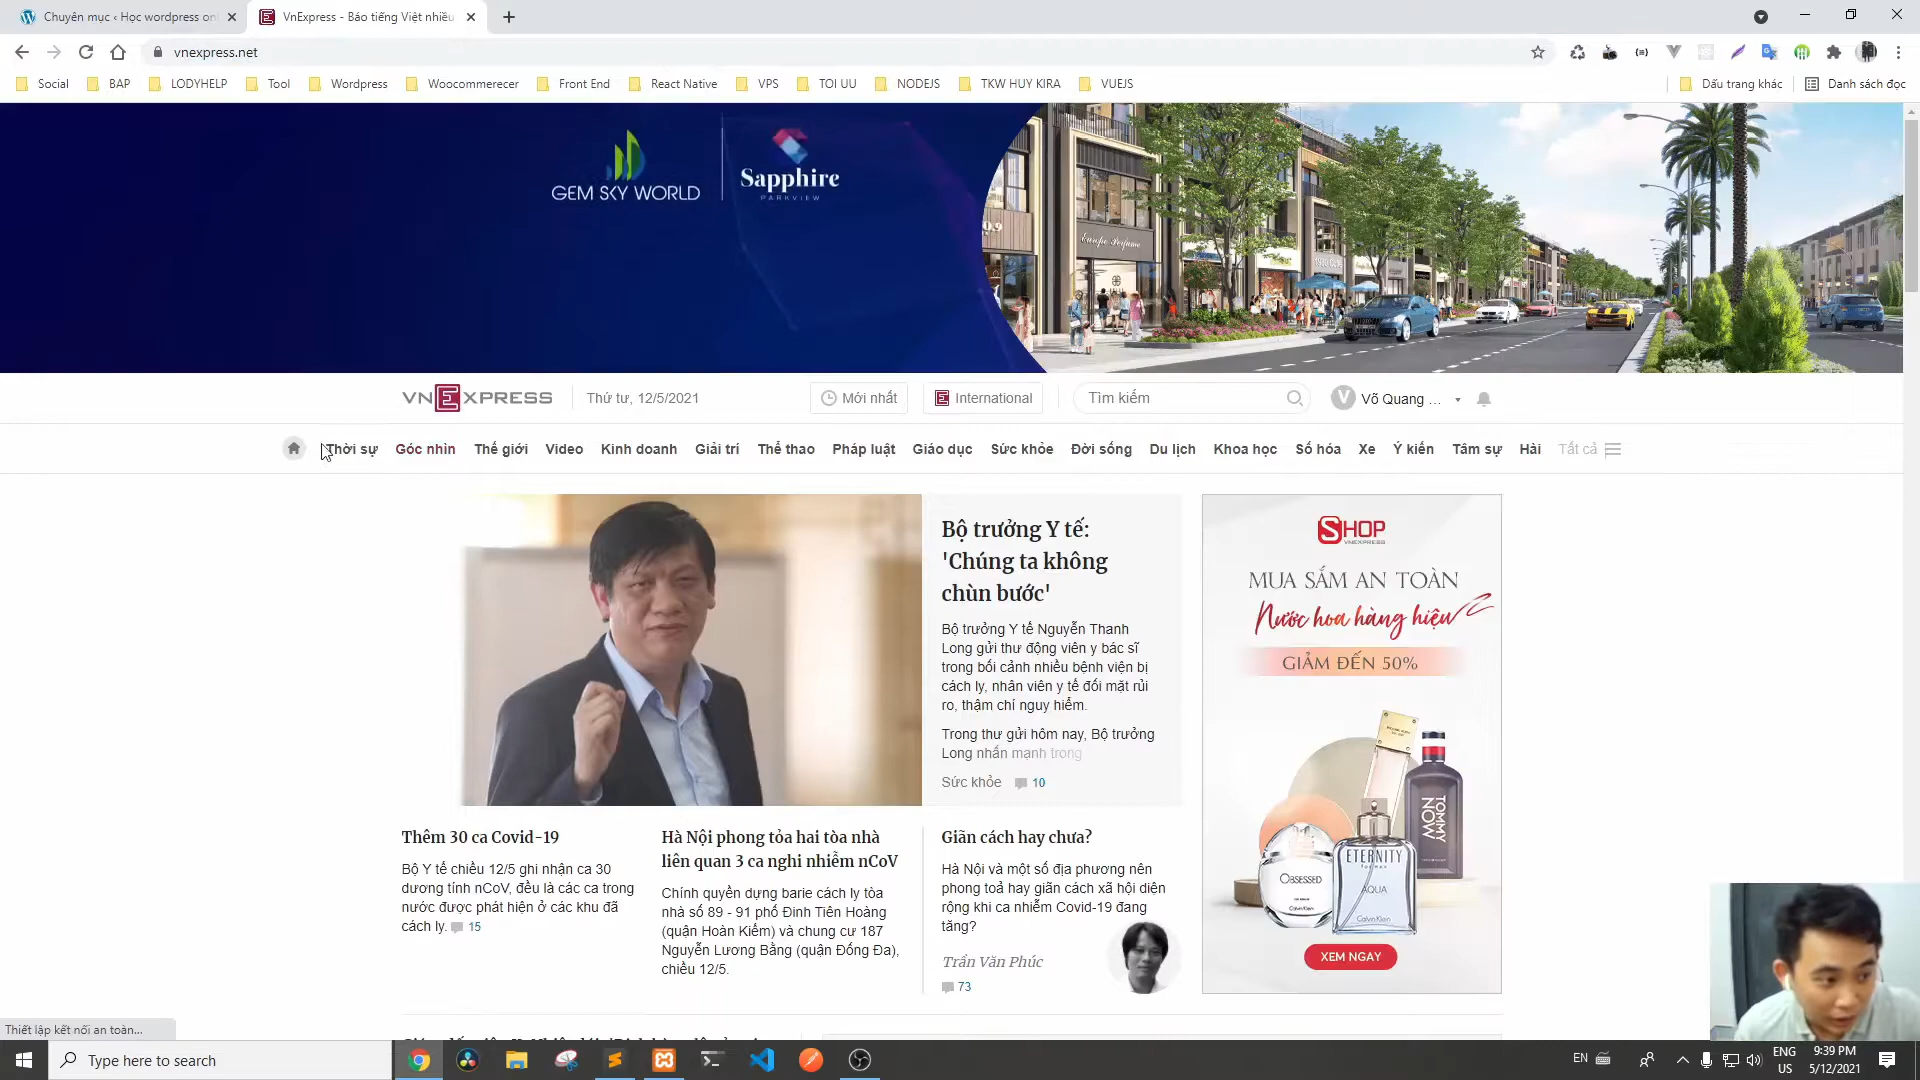 Chuyên mục ‹ Học wordpress onl
VnExpress - Báo tiếng Việt nhiều
vnexpress.net
Social
BAP
LODYHELP
Tool
Wordpress
Woocommerecer
Front End
React Native
VPS
TOI UU
NODEJS
TKW HUY KIRA
VUEJS
Dấu trang khác
Danh sách đọc
GEM SKY WORLD
Sapphire
PARKVIEW
Europe Perfume
VNEXPRESS
Thứ tư, 12/5/2021
Mới nhất
International
Tìm kiếm
Võ Quang ...
Thời sự
Góc nhìn
Thế giới
Video
Kinh doanh
Giải trí
Thể thao
Pháp luật
Giáo dục
Sức khỏe
Đời sống
Du lịch
Khoa học
Số hóa
Xe
Ý kiến
Tâm sự
Hài
Tất cả
Bộ trưởng Y tế:
'Chúng ta không
chùn bước'
Bộ trưởng Y tế Nguyễn Thanh
Long gửi thư động viên y bác sĩ
trong bối cảnh nhiều bệnh viện bị
cách ly, nhân viên y tế đối mặt rủi
ro, thậm chí nguy hiểm.
Trong thư gửi hôm nay, Bộ trưởng
Long nhấn mạnh trong
Sức khỏe 10
SHOP
VNEXPRESS
MUA SẮM AN TOÀN
Nước hoa hàng hiệu
GIẢM ĐẾN 50%
TOMMY
NOW
OBSESSED
Calvin Klein
ETERNITY
AQUA
Calvin Klein
XEM NGAY
Thêm 30 ca Covid-19
Bộ Y tế chiều 12/5 ghi nhận ca 30
dương tính nCoV, đều là các ca trong
nước được phát hiện ở các khu đã
cách ly. 15
Hà Nội phong tỏa hai tòa nhà
liên quan 3 ca nghi nhiễm nCoV
Chính quyền dựng barie cách ly tòa
nhà số 89 - 91 phố Đinh Tiên Hoàng
(quận Hoàn Kiếm) và chung cư 187
Nguyễn Lương Bằng (quận Đống Đa),
chiều 12/5.
Giãn cách hay chưa?
Hà Nội và một số địa phương nên
phong toả hay giãn cách xã hội diện
rộng khi ca nhiễm Covid-19 đang
tăng?
Trần Văn Phúc
73
Thiết lập kết nối an toàn...
Type here to search
EN
ENG
US
9:39 PM
5/12/2021